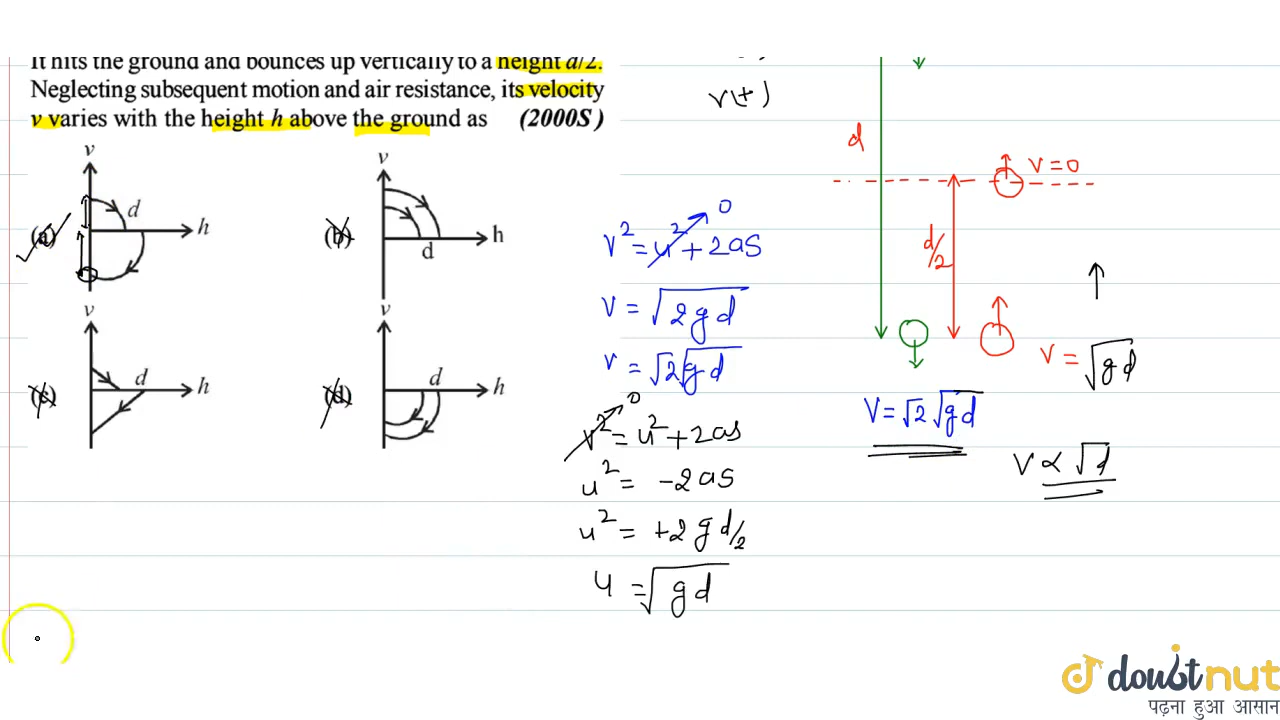 It hits the ground and bounces up vertically to a height d/2.
Neglecting subsequent motion and air resistance, its velocity
v varies with the height h above the ground as (2000S)
v(+)
(a) v d h
(b) v d h
(c) v d h
(d) v d h
v² = u² + 2as
0
v = √2gd
v = √2√gd
v² = u² + 2as
0
u² = -2as
u² = +2g d/2
u = √gd
d
d/2
v=0
v = √gd
v = √2 √gd
v ∝ √d
doubtnut
पढ़ना हुआ आसान